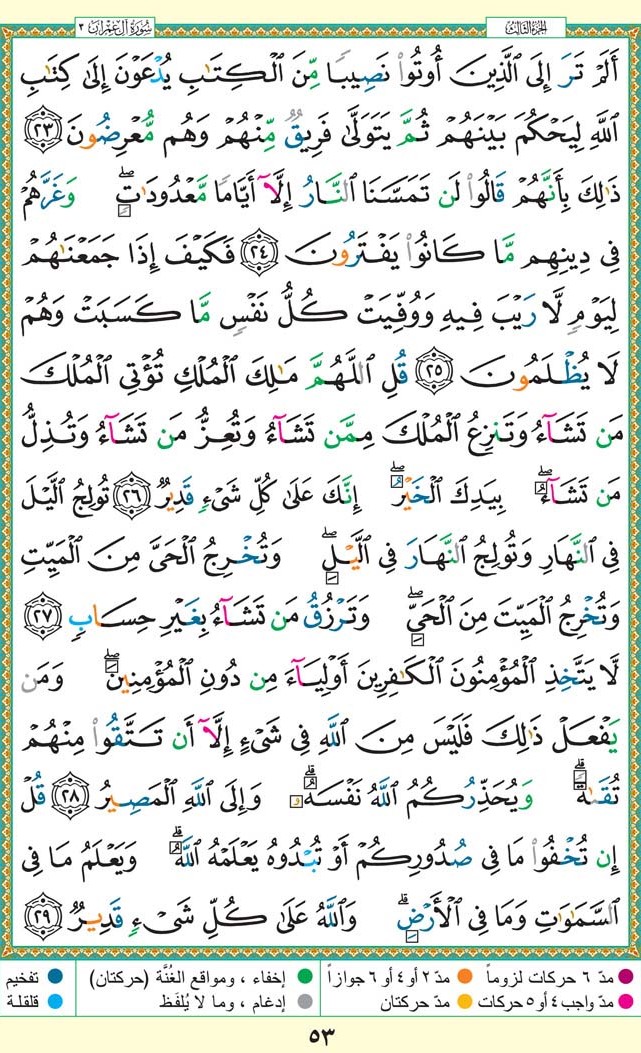 الجزء الثالث
سورة آل عمران ٣
أَلَمْ تَرَ إِلَى ٱلَّذِينَ أُوتُوا۟ نَصِيبًا مِّنَ ٱلْكِتَٰبِ يُدْعَوْنَ إِلَىٰ كِتَٰبِ
ٱللَّهِ لِيَحْكُمَ بَيْنَهُمْ ثُمَّ يَتَوَلَّىٰ فَرِيقٌ مِّنْهُمْ وَهُم مُّعْرِضُونَ ٢٣
ذَٰلِكَ بِأَنَّهُمْ قَالُوا۟ لَن تَمَسَّنَا ٱلنَّارُ إِلَّآ أَيَّامًا مَّعْدُودَٰتٍ ۖ وَغَرَّهُمْ
فِى دِينِهِم مَّا كَانُوا۟ يَفْتَرُونَ ٢٤ فَكَيْفَ إِذَا جَمَعْنَٰهُمْ
لِيَوْمٍ لَّا رَيْبَ فِيهِ وَوُفِّيَتْ كُلُّ نَفْسٍ مَّا كَسَبَتْ وَهُمْ
لَا يُظْلَمُونَ ٢٥ قُلِ ٱللَّهُمَّ مَٰلِكَ ٱلْمُلْكِ تُؤْتِى ٱلْمُلْكَ
مَن تَشَآءُ وَتَنزِعُ ٱلْمُلْكَ مِمَّن تَشَآءُ وَتُعِزُّ مَن تَشَآءُ وَتُذِلُّ
مَن تَشَآءُ ۖ بِيَدِكَ ٱلْخَيْرُ ۖ إِنَّكَ عَلَىٰ كُلِّ شَىْءٍ قَدِيرٌ ٢٦ تُولِجُ ٱلَّيْلَ
فِى ٱلنَّهَارِ وَتُولِجُ ٱلنَّهَارَ فِى ٱلَّيْلِ ۖ وَتُخْرِجُ ٱلْحَىَّ مِنَ ٱلْمَيِّتِ
وَتُخْرِجُ ٱلْمَيِّتَ مِنَ ٱلْحَىِّ ۖ وَتَرْزُقُ مَن تَشَآءُ بِغَيْرِ حِسَابٍ ٢٧
لَّا يَتَّخِذِ ٱلْمُؤْمِنُونَ ٱلْكَٰفِرِينَ أَوْلِيَآءَ مِن دُونِ ٱلْمُؤْمِنِينَ ۖ وَمَن
يَفْعَلْ ذَٰلِكَ فَلَيْسَ مِنَ ٱللَّهِ فِى شَىْءٍ إِلَّآ أَن تَتَّقُوا۟ مِنْهُمْ
تُقَىٰةً ۗ وَيُحَذِّرُكُمُ ٱللَّهُ نَفْسَهُۥ ۗ وَإِلَى ٱللَّهِ ٱلْمَصِيرُ ٢٨ قُلْ
إِن تُخْفُوا۟ مَا فِى صُدُورِكُمْ أَوْ تُبْدُوهُ يَعْلَمْهُ ٱللَّهُ ۗ وَيَعْلَمُ مَا فِى
ٱلسَّمَٰوَٰتِ وَمَا فِى ٱلْأَرْضِ ۗ وَٱللَّهُ عَلَىٰ كُلِّ شَىْءٍ قَدِيرٌ ٢٩
مدّ ٦ حركات لزوماً مدّ ٢ أو ٤ أو ٦ جوازاً إخفاء ، ومواقع الغُنَّة (حركتان) تفخيم
مدّ واجب ٤ أو ٥ حركات مدّ حركتان إدغام ، وما لا يُلفَظ قلقلة
٥٣